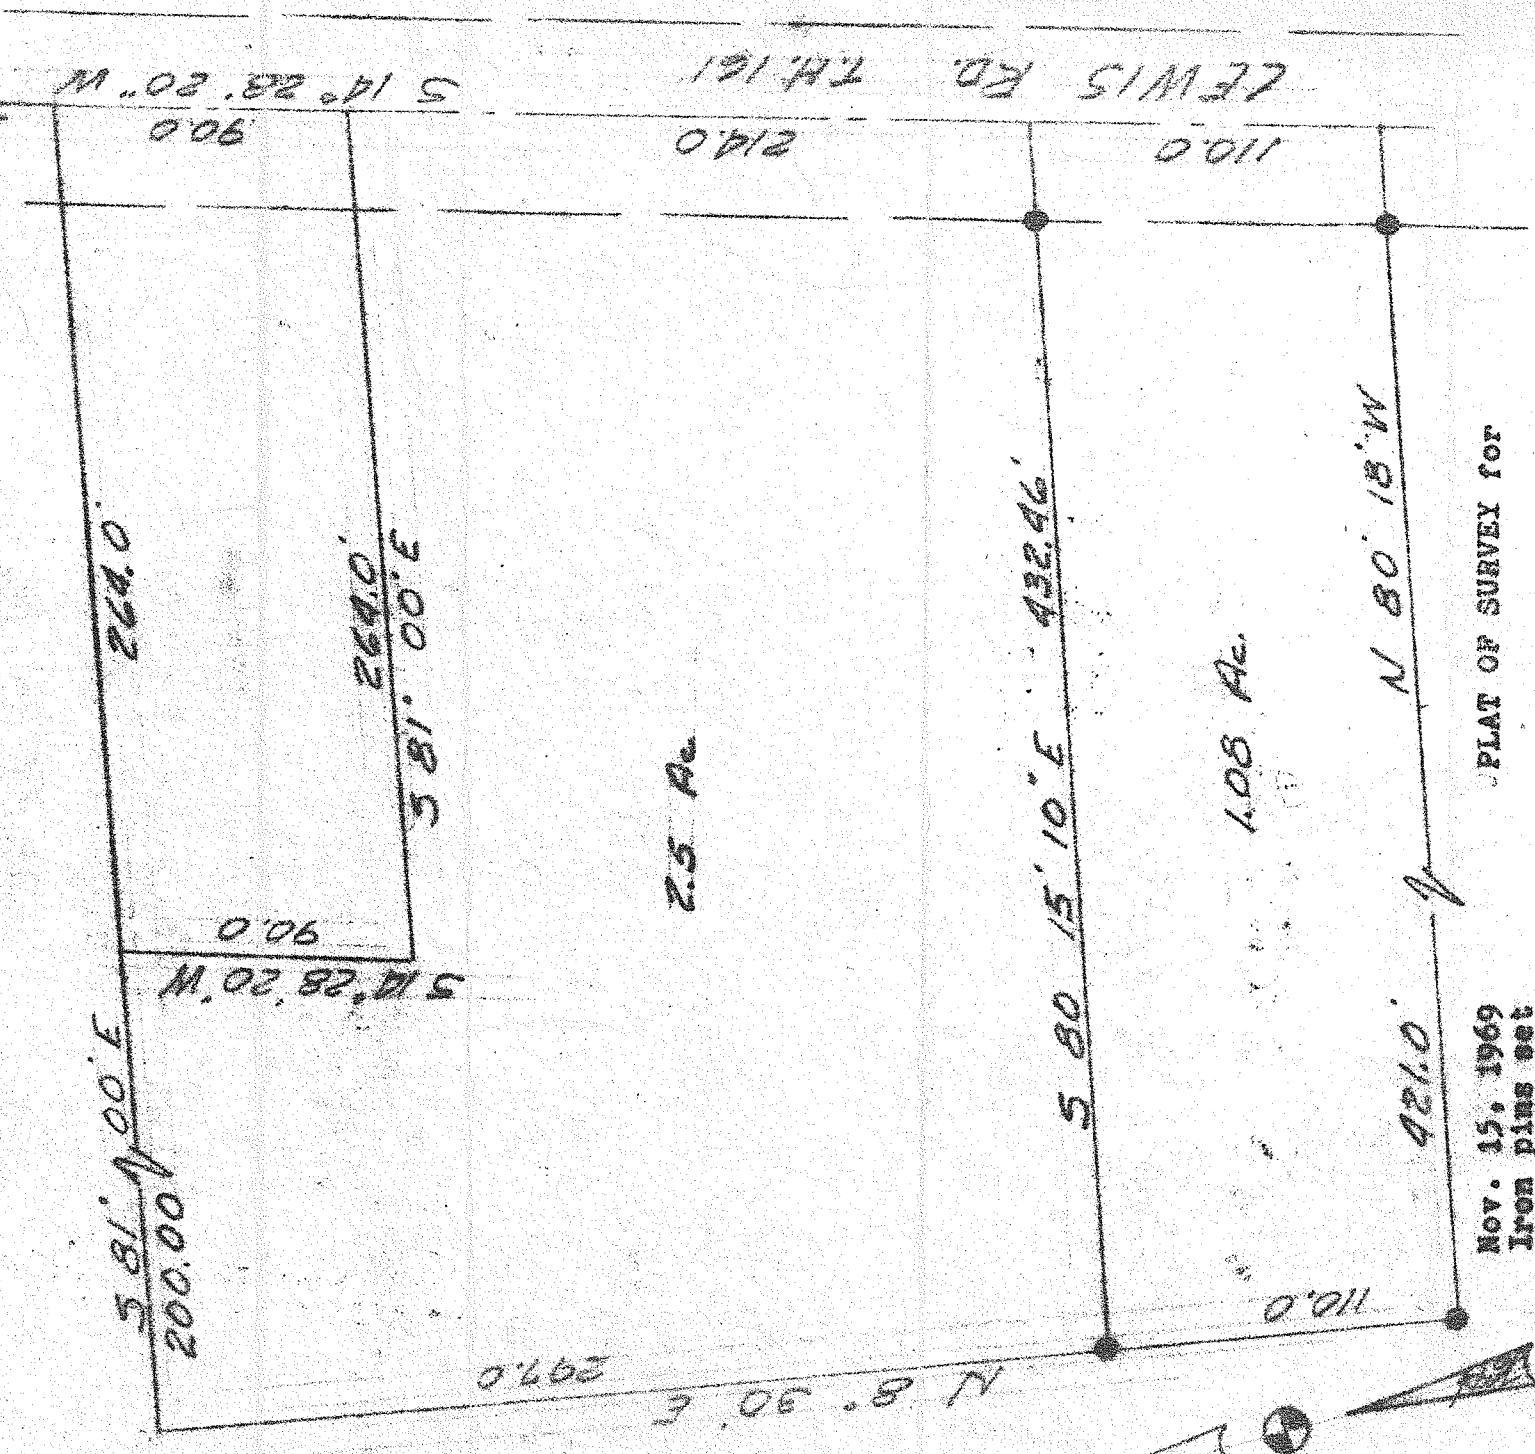 LEWIS RD. T.H. 161
S 14° 28' 20" W
90.0
214.0
110.0
264.0'
264.0'
S 81° 00' E
90.0
S 14° 28' 20" W
S 81° 00' E
200.00
2.5 Ac.
S 80 15' 10" E 432.46'
1.08 Ac.
N 80° 18' W
421.0'
110.0
297.0
N 8° 30' E
PLAT OF SURVEY for
Nov. 15, 1969
Iron pins set